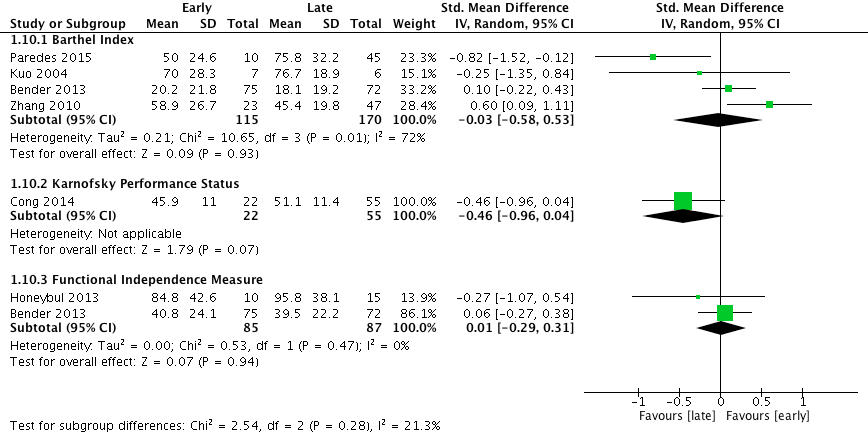 Early Late Std. Mean Difference Std. Mean Difference
Study or Subgroup Mean SD Total Mean SD Total Weight IV, Random, 95% CI IV, Random, 95% CI
1.10.1 Barthel Index
Paredes 2015 50 24.6 10 75.8 32.2 45 23.3% -0.82 [-1.52, -0.12]
Kuo 2004 70 28.3 7 76.7 18.9 6 15.1% -0.25 [-1.35, 0.84]
Bender 2013 20.2 21.8 75 18.1 19.2 72 33.2% 0.10 [-0.22, 0.43]
Zhang 2010 58.9 26.7 23 45.4 19.8 47 28.4% 0.60 [0.09, 1.11]
Subtotal (95% CI) 115 170 100.0% -0.03 [-0.58, 0.53]
Heterogeneity: Tau² = 0.21; Chi² = 10.65, df = 3 (P = 0.01); I² = 72%
Test for overall effect: Z = 0.09 (P = 0.93)
1.10.2 Karnofsky Performance Status
Cong 2014 45.9 11 22 51.1 11.4 55 100.0% -0.46 [-0.96, 0.04]
Subtotal (95% CI) 22 55 100.0% -0.46 [-0.96, 0.04]
Heterogeneity: Not applicable
Test for overall effect: Z = 1.79 (P = 0.07)
1.10.3 Functional Independence Measure
Honeybul 2013 84.8 42.6 10 95.8 38.1 15 13.9% -0.27 [-1.07, 0.54]
Bender 2013 40.8 24.1 75 39.5 22.2 72 86.1% 0.06 [-0.27, 0.38]
Subtotal (95% CI) 85 87 100.0% 0.01 [-0.29, 0.31]
Heterogeneity: Tau² = 0.00; Chi² = 0.53, df = 1 (P = 0.47); I² = 0%
Test for overall effect: Z = 0.07 (P = 0.94)
-1 -0.5 0 0.5 1
Favours [late] Favours [early]
Test for subgroup differences: Chi² = 2.54, df = 2 (P = 0.28), I² = 21.3%